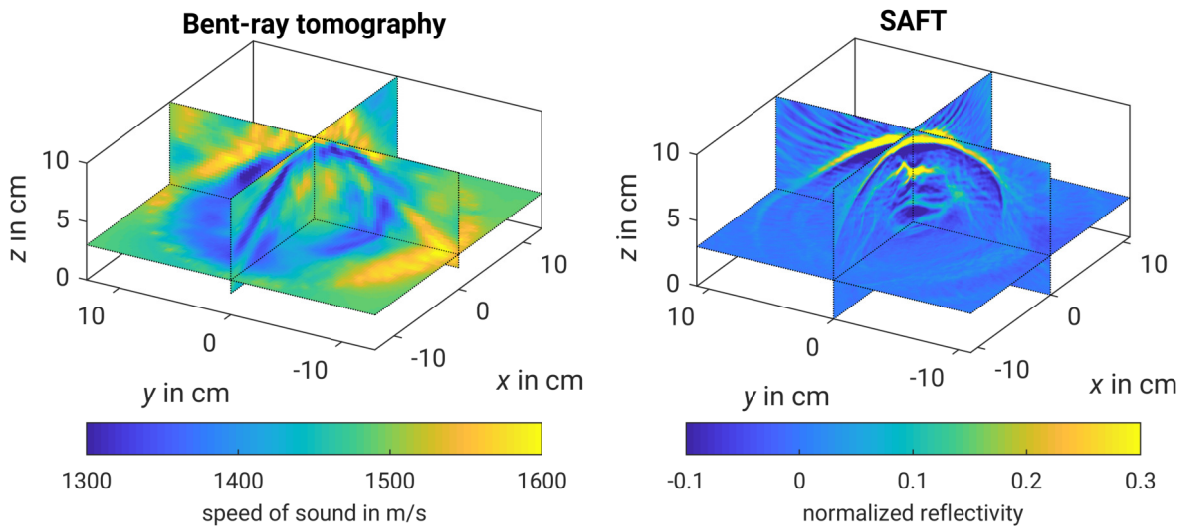 Bent-ray tomography
z in cm
10
5
0
10
0
-10
y in cm
-10
0
10
x in cm
1300 1400 1500 1600
speed of sound in m/s
SAFT
z in cm
10
5
0
10
0
-10
y in cm
-10
0
10
x in cm
-0.1 0 0.1 0.2 0.3
normalized reflectivity